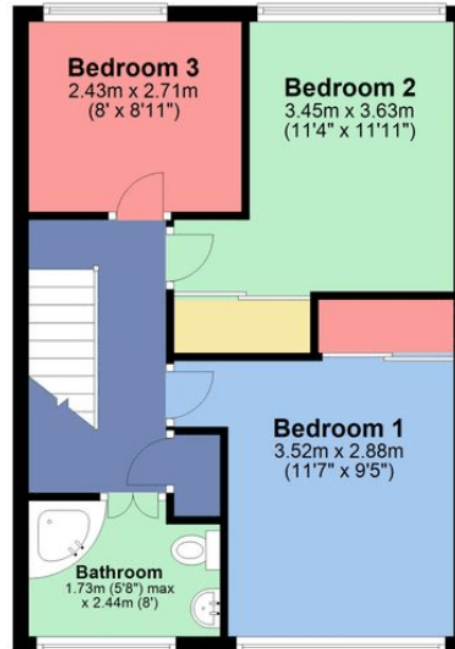 Bedroom 3
2.43m x 2.71m
(8' x 8'11")
Bedroom 2
3.45m x 3.63m
(11'4" x 11'11")
Bedroom 1
3.52m x 2.88m
(11'7" x 9'5")
Bathroom
1.73m (5'8") max
x 2.44m (8')